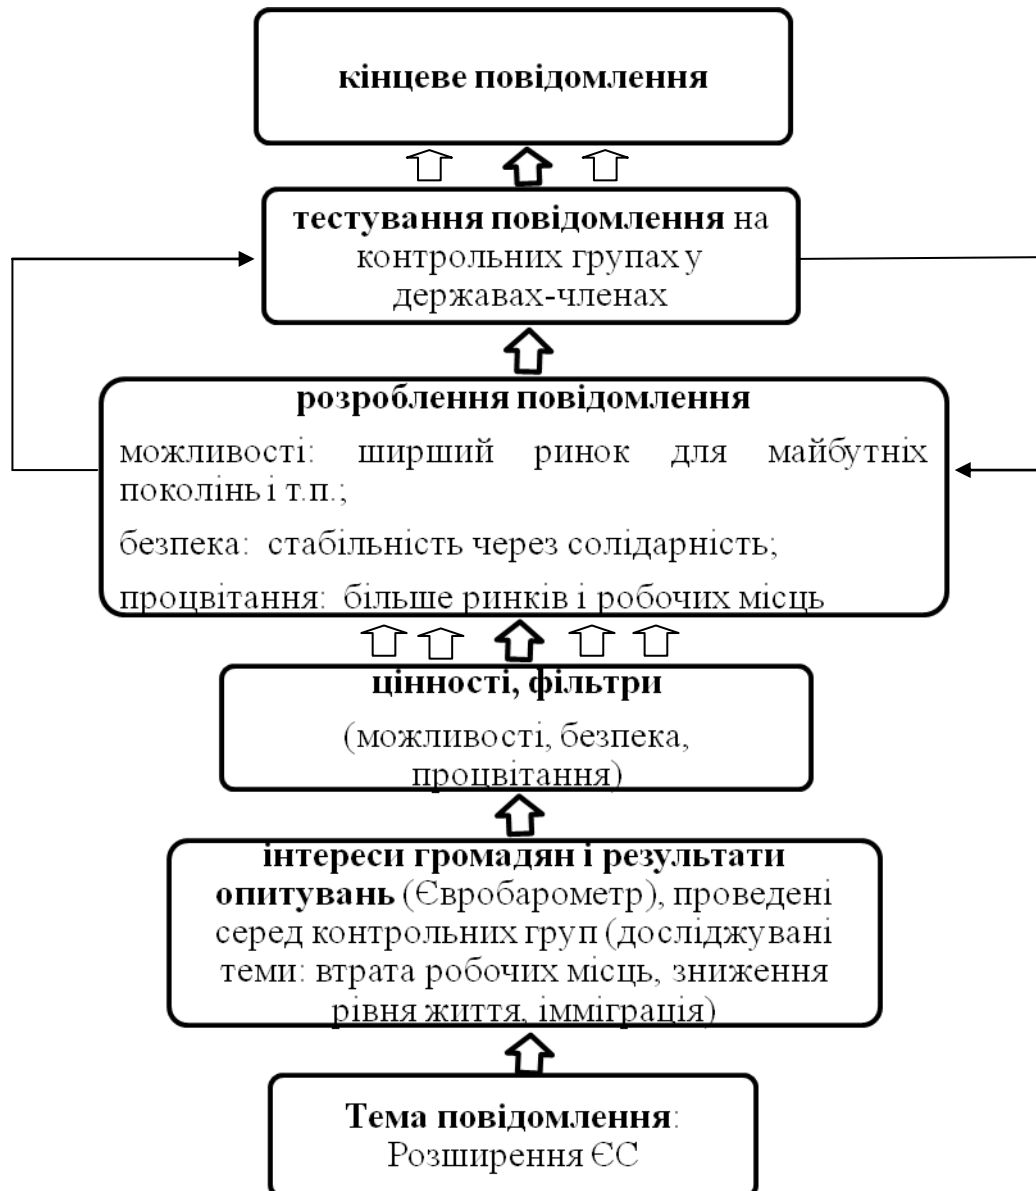 кінцеве повідомлення
тестування повідомлення на
контрольних групах у
державах-членах
розроблення повідомлення
можливості: ширший ринок для майбутніх
поколінь і т.п.;
безпека: стабільність через солідарність;
процвітання: більше ринків і робочих місць
цінності, фільтри
(можливості, безпека,
процвітання)
інтереси громадян і результати
опитувань (Євробарометр), проведені
серед контрольних груп (досліджувані
теми: втрата робочих місць, зниження
рівня життя, імміграція)
Тема повідомлення:
Розширення ЄС